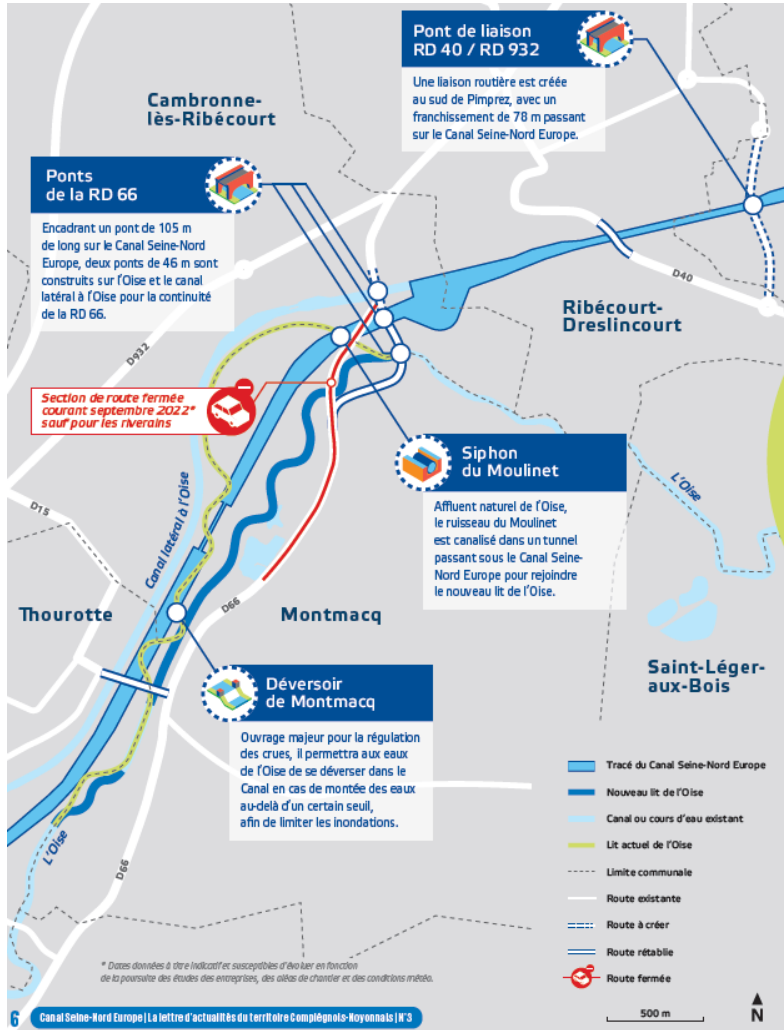 Pont de liaison
RD 40 / RD 932
Une liaison routière est créée
au sud de Pimprez, avec un
franchissement de 78 m passant
sur le Canal Seine-Nord Europe.
Cambronne-
lès-Ribécourt
Ponts
de la RD 66
Encadrant un pont de 105 m
de long sur le Canal Seine-Nord
Europe, deux ponts de 46 m sont
construits sur l'Oise et le canal
latéral à l'Oise pour la continuité
de la RD 66.
D40
Ribécourt-
Dreslincourt
D932
Section de route fermée
courant septembre 2022*
sauf pour les riverains
Siphon
du Moulinet
Affluent naturel de l'Oise,
le ruisseau du Moulinet
est canalisé dans un tunnel
passant sous le Canal Seine-
Nord Europe pour rejoindre
le nouveau lit de l'Oise.
L'Oise
D15
Canal latéral à l'Oise
Thourotte
D66
Montmacq
Saint-Léger-
aux-Bois
Déversoir
de Montmacq
Ouvrage majeur pour la régulation
des crues, il permettra aux eaux
de l'Oise de se déverser dans le
Canal en cas de montée des eaux
au-delà d'un certain seuil,
afin de limiter les inondations.
L'Oise
D66
Tracé du Canal Seine-Nord Europe
Nouveau lit de l'Oise
Canal ou cours d'eau existant
Lit actuel de l'Oise
Limite communale
Route existante
Route à créer
Route rétablie
Route fermée
* Dates données à titre indicatif et susceptibles d'évoluer en fonction
de la poursuite des études des entreprises, des aléas de chantier et des conditions météo.
500 m
N
6 Canal Seine-Nord Europe | La lettre d'actualités du territoire Compiégnois-Noyonnais | N°3